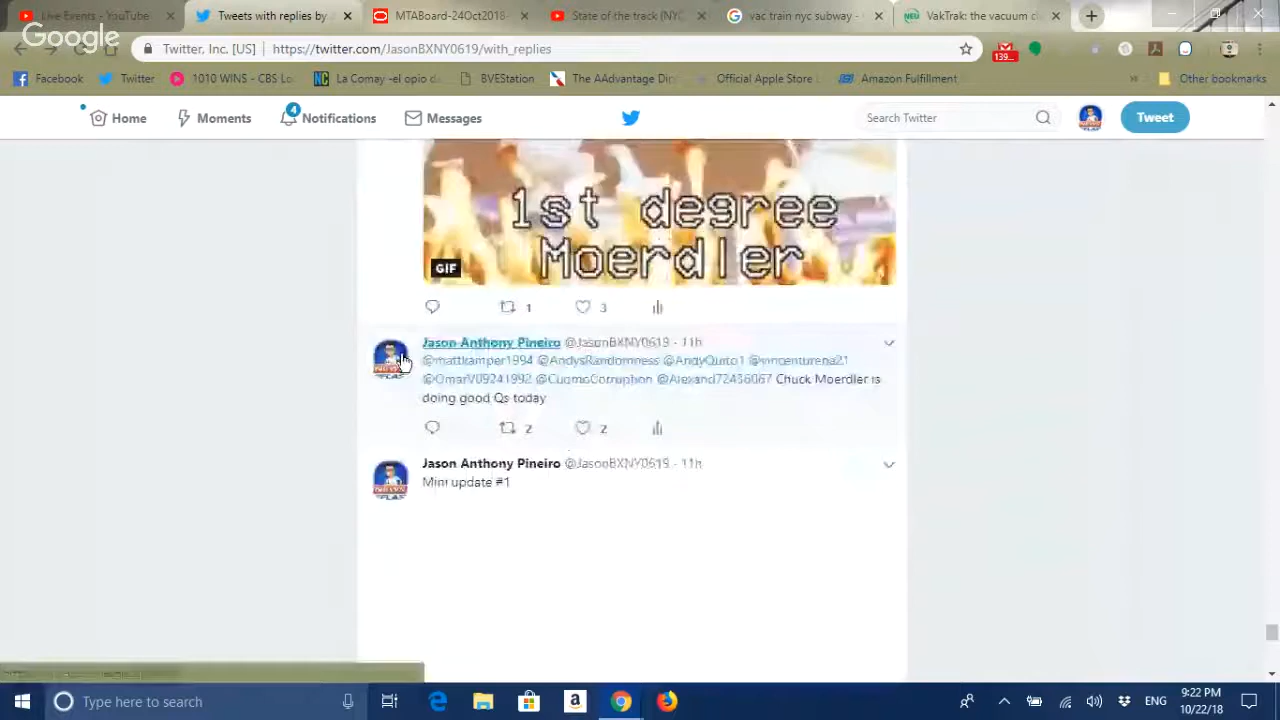 Live Events - YouTube
Tweets with replies by
MTABoard-24Oct2018-
State of the track (NYC
vac train nyc subway -
VakTrak: the vacuum cl
Google
Twitter, Inc. [US]
https://twitter.com/JasonBXNY0619/with_replies
139...
Facebook
Twitter
1010 WINS - CBS Lo
La Comay -el opio d
BVEStation
The AAdvantage Din
Official Apple Store
Amazon Fulfillment
Other bookmarks
Home
Moments
4
Notifications
Messages
Search Twitter
Tweet
1st degree
Moerdler
GIF
1
3
Jason Anthony Pineiro @JasonBXNY0619 - 11h
@mattkamper1994 @AndysRandomness @AndyQuito1 @vincenturena21
@OmarV09241992 @CuomoCorruption @Alexand72436067 Chuck Moerdler is
doing good Qs today
2
2
Jason Anthony Pineiro @JasonBXNY0619 - 11h
Mini update #1
Type here to search
ENG
9:22 PM
10/22/18